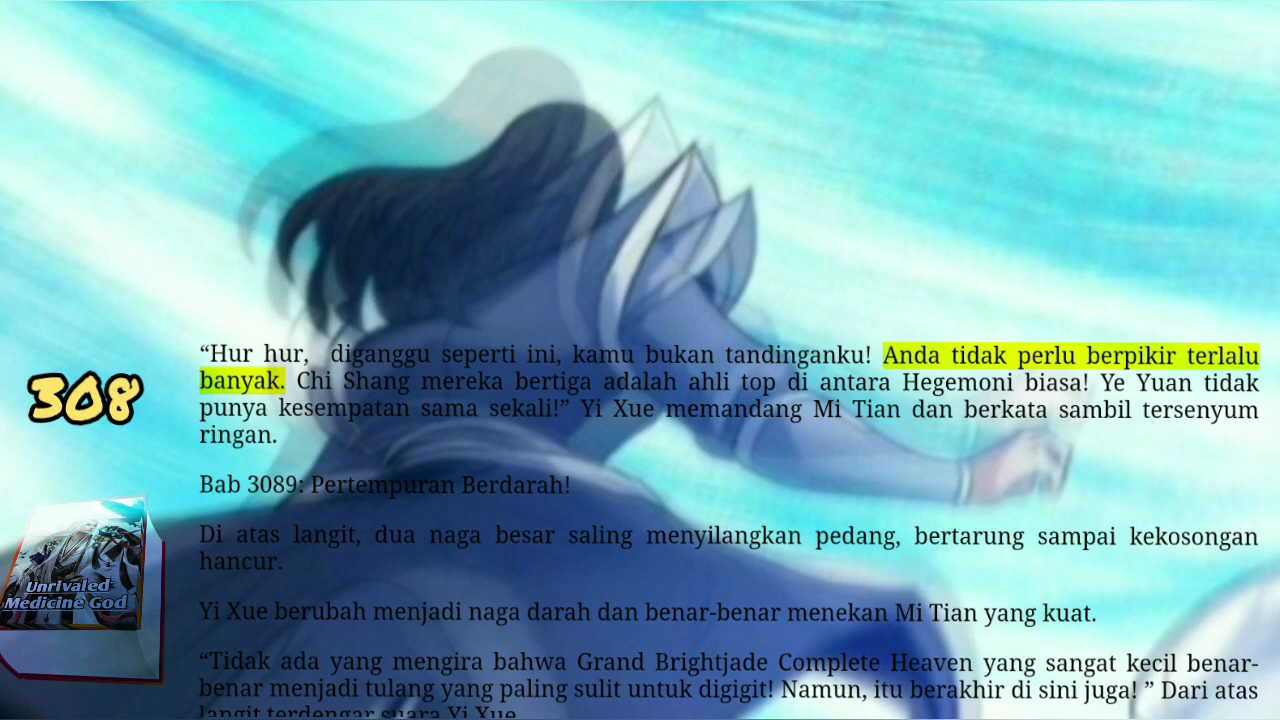 “Hur hur, diganggu seperti ini, kamu bukan tandinganku! Anda tidak perlu berpikir terlalu
banyak. Chi Shang mereka bertiga adalah ahli top di antara Hegemoni biasa! Ye Yuan tidak
punya kesempatan sama sekali!” Yi Xue memandang Mi Tian dan berkata sambil tersenyum
ringan.
308
Bab 3089: Pertempuran Berdarah!
Di atas langit, dua naga besar saling menyilangkan pedang, bertarung sampai kekosongan
hancur.
Unrivaled
Medicine God
Yi Xue berubah menjadi naga darah dan benar-benar menekan Mi Tian yang kuat.
“Tidak ada yang mengira bahwa Grand Brightjade Complete Heaven yang sangat kecil benar-
benar menjadi tulang yang paling sulit untuk digigit! Namun, itu berakhir di sini juga! ” Dari atas
langit terdengar suara Yi Xue